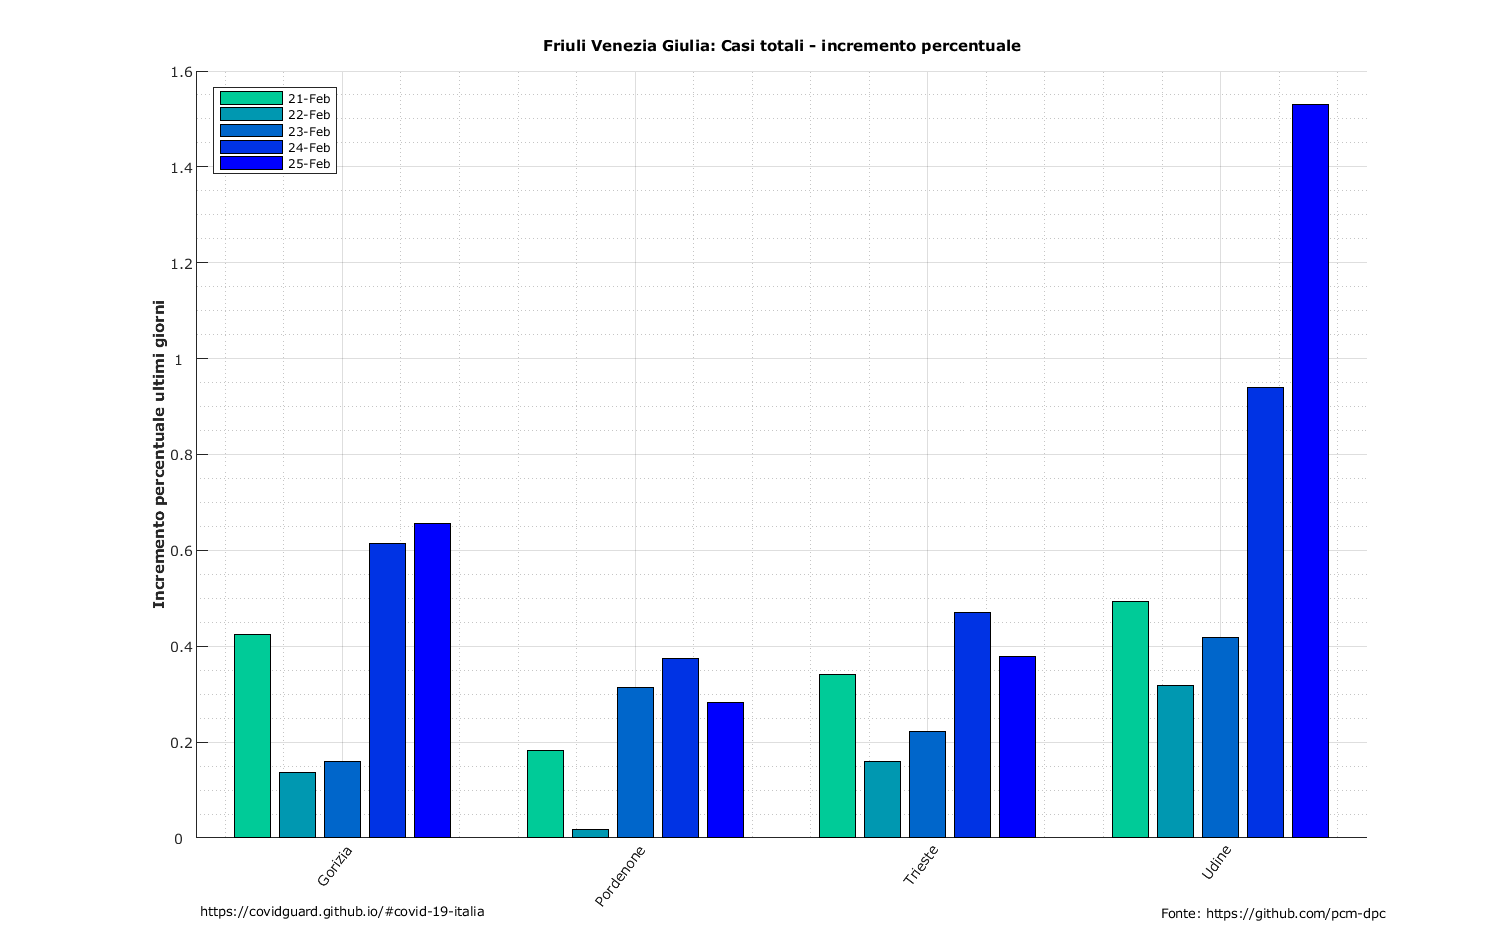 Friuli Venezia Giulia: Casi totali - incremento percentuale
1.6
1.4
1.2
1
0.8
0.6
0.4
0.2
0
Incremento percentuale ultimi giorni
21-Feb
22-Feb
23-Feb
24-Feb
25-Feb
Gorizia
Pordenone
Trieste
Udine
https://covidguard.github.io/#covid-19-italia
Fonte: https://github.com/pcm-dpc